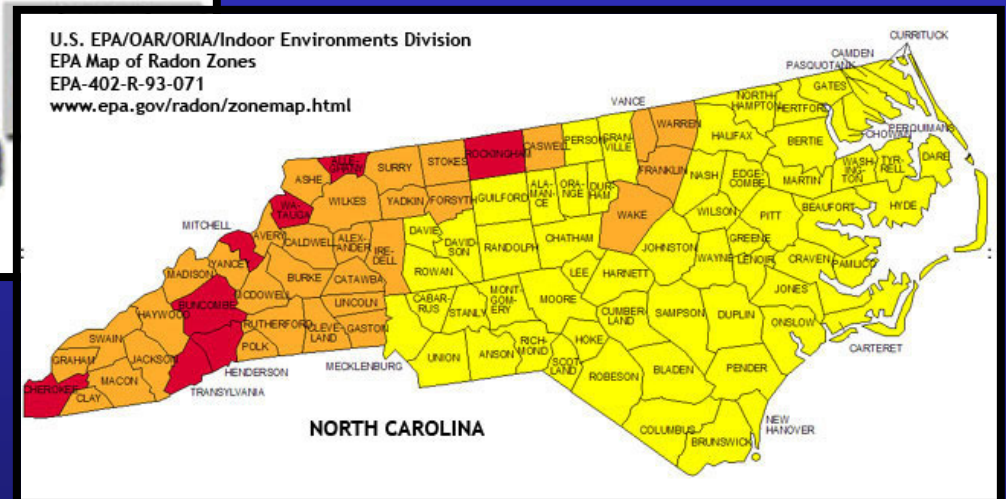 U.S. EPA/OAR/ORIA/Indoor Environments Division
EPA Map of Radon Zones
EPA-402-R-93-071
www.epa.gov/radon/zonemap.html
CURRITUCK
CAMDEN
PASQUOTANK
GATES
VANCE
NORTH-
HAMPTON
HERTFORD
PERQUIMANS
CHOWAN
WARREN
HALIFAX
BERTIE
ALLE-
GHANY
SURRY
STOKES
ROCKINGHAM
CASWELL
PERSON
GRAN-
VILLE
ASHE
FRANKLIN
NASH
EDGE-
COMBE
MARTIN
WASH-
ING-
TON
TYR-
RELL
DARE
WA-
TAUGA
WILKES
YADKIN
FORSYTH
GUILFORD
ALA-
MAN-
CE
ORA-
NGE
DUR-
HAM
WAKE
WILSON
PITT
BEAUFORT
HYDE
MITCHELL
AVERY
CALDWELL
ALEX-
ANDER
IRE-
DELL
DAVIE
DAVID-
SON
RANDOLPH
CHATHAM
JOHNSTON
GREENE
WAYNE
LENOIR
CRAVEN
PAMLICO
YANCEY
MADISON
BURKE
CATAWBA
ROWAN
LEE
HARNETT
JONES
BUNCOMBE
MCDOWELL
LINCOLN
CABAR-
RUS
STANLY
MONT-
GOM-
ERY
MOORE
CUMBER-
LAND
SAMPSON
DUPLIN
ONSLOW
HAYWOOD
RUTHERFORD
CLEVE-
LAND
GASTON
SWAIN
POLK
GRAHAM
JACKSON
HENDERSON
MECKLENBURG
UNION
ANSON
RICH-
MOND
HOKE
SCOT-
LAND
ROBESON
BLADEN
PENDER
CARTERET
CHEROKEE
MACON
CLAY
TRANSYLVANIA
NORTH CAROLINA
COLUMBUS
BRUNSWICK
NEW
HANOVER